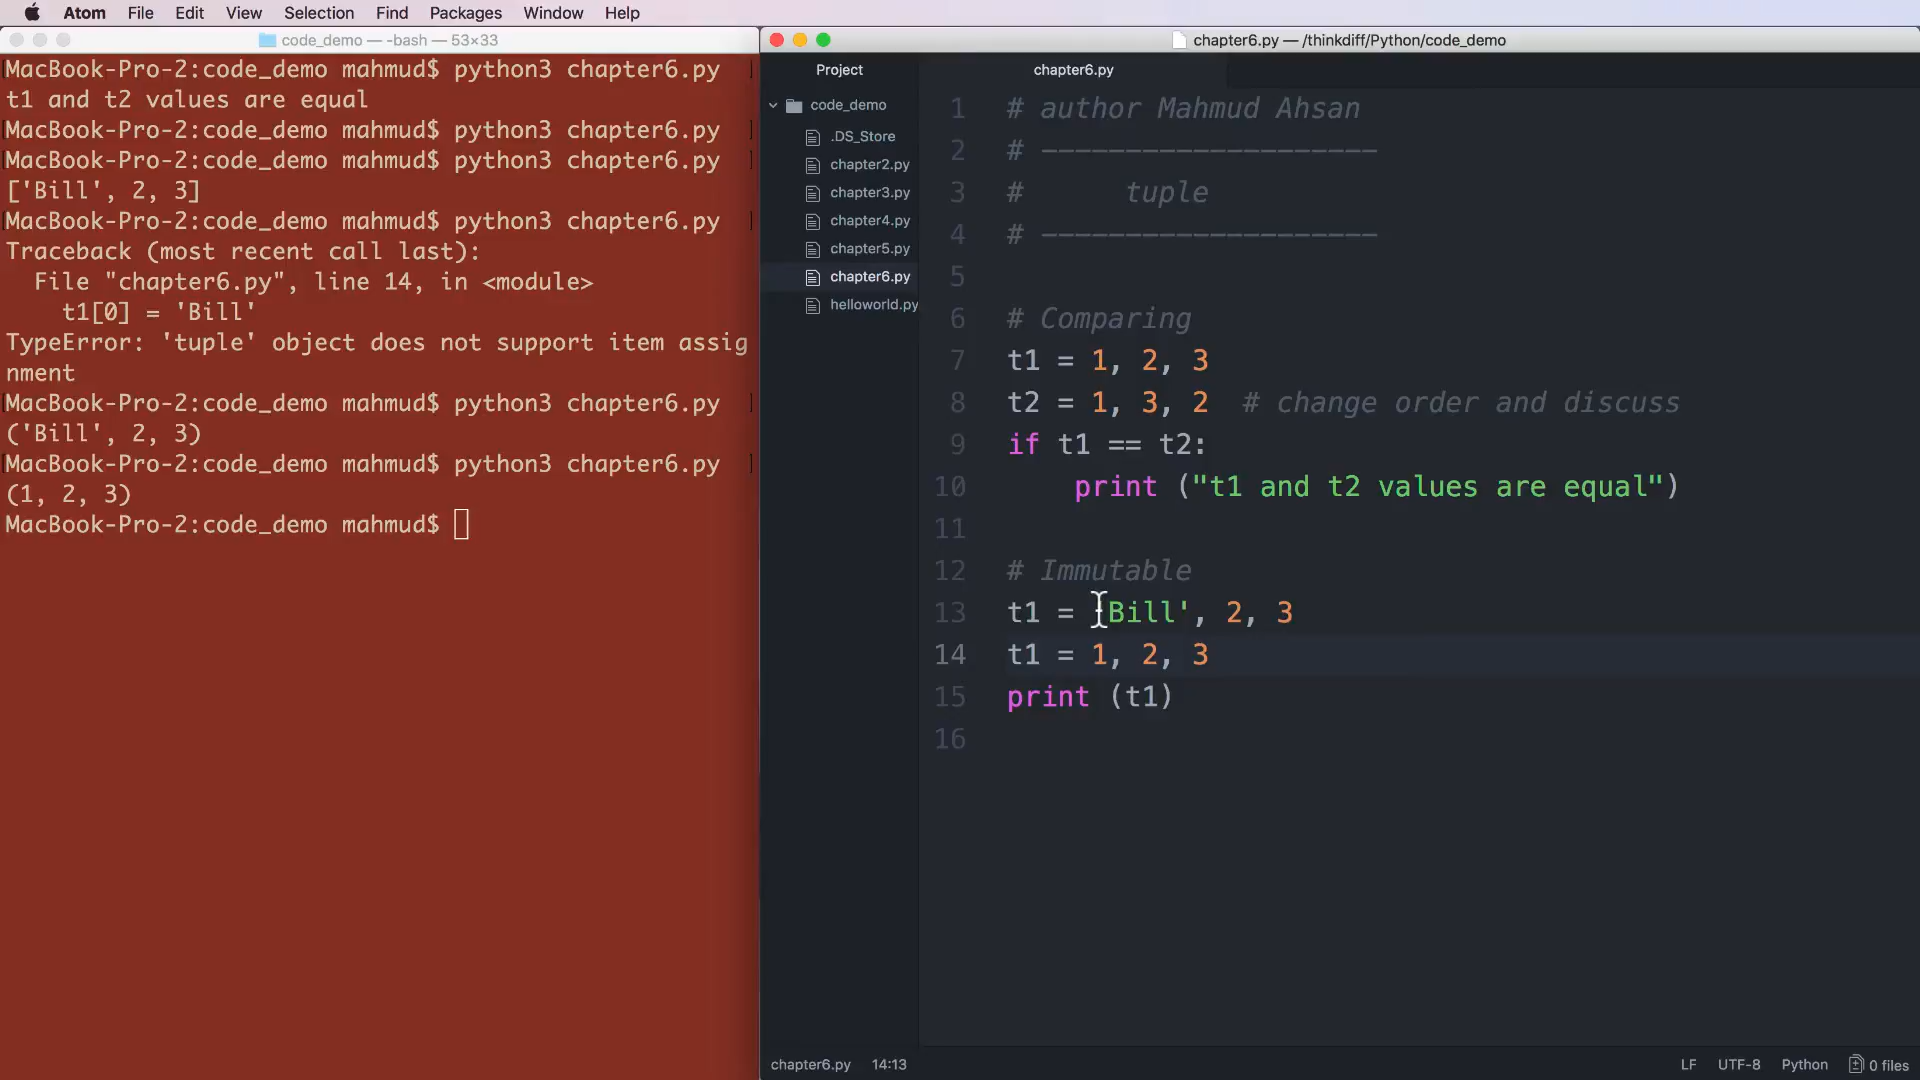 Atom File Edit View Selection Find Packages Window Help
code_demo — -bash — 53×33
MacBook-Pro-2:code_demo mahmud$ python3 chapter6.py
t1 and t2 values are equal
MacBook-Pro-2:code_demo mahmud$ python3 chapter6.py
MacBook-Pro-2:code_demo mahmud$ python3 chapter6.py
['Bill', 2, 3]
MacBook-Pro-2:code_demo mahmud$ python3 chapter6.py
Traceback (most recent call last):
  File "chapter6.py", line 14, in <module>
    t1[0] = 'Bill'
TypeError: 'tuple' object does not support item assig
nment
MacBook-Pro-2:code_demo mahmud$ python3 chapter6.py
('Bill', 2, 3)
MacBook-Pro-2:code_demo mahmud$ python3 chapter6.py
(1, 2, 3)
MacBook-Pro-2:code_demo mahmud$
chapter6.py — /thinkdiff/Python/code_demo
Project
code_demo
.DS_Store
chapter2.py
chapter3.py
chapter4.py
chapter5.py
chapter6.py
helloworld.py
chapter6.py
1 # author Mahmud Ahsan
2 # --------------------
3 #      tuple
4 # --------------------
5
6 # Comparing
7 t1 = 1, 2, 3
8 t2 = 1, 3, 2  # change order and discuss
9 if t1 == t2:
10     print ("t1 and t2 values are equal")
11
12 # Immutable
13 t1 = 'Bill', 2, 3
14 t1 = 1, 2, 3
15 print (t1)
16
chapter6.py 14:13
LF UTF-8 Python 0 files